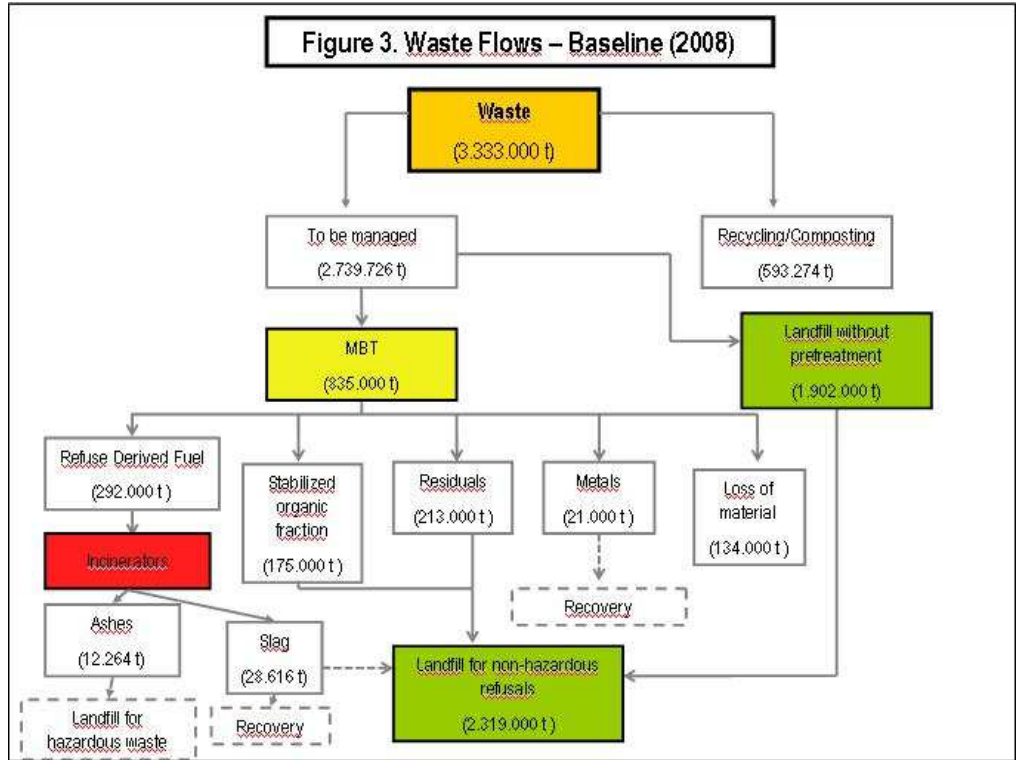 Figure 3. Waste Flows – Baseline (2008)
Waste
(3.333.000 t)
To be managed
(2.739.726 t)
Recycling/Composting
(593.274 t)
MBT
(835.000 t)
Landfill without
pretreatment
(1.902.000 t)
Refuse Derived Fuel
(292.000 t )
Stabilized
organic
fraction
(175.000 t )
Residuals
(213.000 t )
Metals
(21.000 t )
Loss of
material
(134.000 t )
Incinerators
Recovery
Ashes
(12.264 t)
Slag
(28.616 t)
Landfill for non-hazardous
refusals
(2.319.000 t )
Landfill for
hazardous waste
Recovery